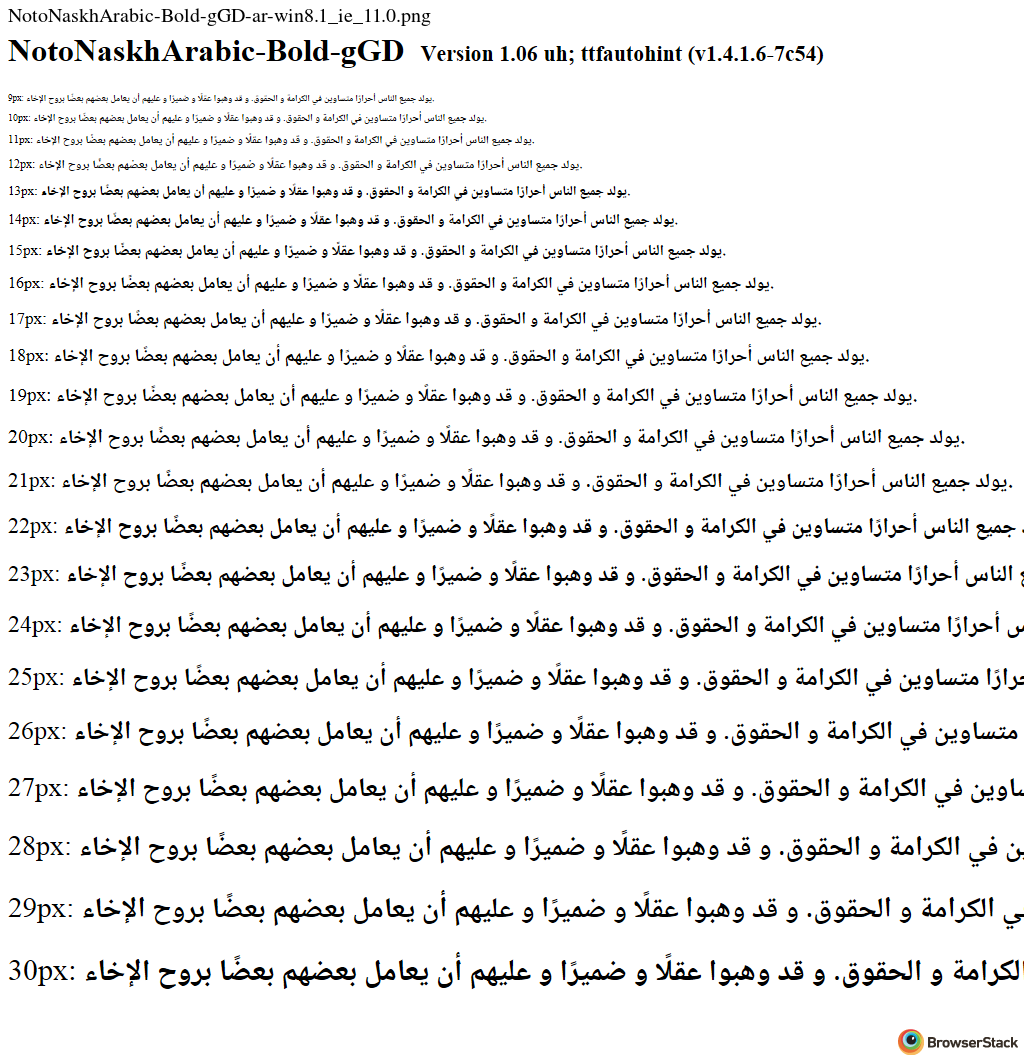 NotoNaskhArabic-Bold-gGD-ar-win8.1_ie_11.0.png
NotoNaskhArabic-Bold-gGD Version 1.06 uh; ttfautohint (v1.4.1.6-7c54)
9px: يولد جميع الناس أحرارًا متساوين في الكرامة و الحقوق. و قد وهبوا عقلًا و ضميرًا و عليهم أن يعامل بعضهم بعضًا بروح الإخاء.
10px: يولد جميع الناس أحرارًا متساوين في الكرامة و الحقوق. و قد وهبوا عقلًا و ضميرًا و عليهم أن يعامل بعضهم بعضًا بروح الإخاء.
11px: يولد جميع الناس أحرارًا متساوين في الكرامة و الحقوق. و قد وهبوا عقلًا و ضميرًا و عليهم أن يعامل بعضهم بعضًا بروح الإخاء.
12px: يولد جميع الناس أحرارًا متساوين في الكرامة و الحقوق. و قد وهبوا عقلًا و ضميرًا و عليهم أن يعامل بعضهم بعضًا بروح الإخاء.
13px: يولد جميع الناس أحرارًا متساوين في الكرامة و الحقوق. و قد وهبوا عقلًا و ضميرًا و عليهم أن يعامل بعضهم بعضًا بروح الإخاء.
14px: يولد جميع الناس أحرارًا متساوين في الكرامة و الحقوق. و قد وهبوا عقلًا و ضميرًا و عليهم أن يعامل بعضهم بعضًا بروح الإخاء.
15px: يولد جميع الناس أحرارًا متساوين في الكرامة و الحقوق. و قد وهبوا عقلًا و ضميرًا و عليهم أن يعامل بعضهم بعضًا بروح الإخاء.
16px: يولد جميع الناس أحرارًا متساوين في الكرامة و الحقوق. و قد وهبوا عقلًا و ضميرًا و عليهم أن يعامل بعضهم بعضًا بروح الإخاء.
17px: يولد جميع الناس أحرارًا متساوين في الكرامة و الحقوق. و قد وهبوا عقلًا و ضميرًا و عليهم أن يعامل بعضهم بعضًا بروح الإخاء.
18px: يولد جميع الناس أحرارًا متساوين في الكرامة و الحقوق. و قد وهبوا عقلًا و ضميرًا و عليهم أن يعامل بعضهم بعضًا بروح الإخاء.
19px: يولد جميع الناس أحرارًا متساوين في الكرامة و الحقوق. و قد وهبوا عقلًا و ضميرًا و عليهم أن يعامل بعضهم بعضًا بروح الإخاء.
20px: يولد جميع الناس أحرارًا متساوين في الكرامة و الحقوق. و قد وهبوا عقلًا و ضميرًا و عليهم أن يعامل بعضهم بعضًا بروح الإخاء.
21px: يولد جميع الناس أحرارًا متساوين في الكرامة و الحقوق. و قد وهبوا عقلًا و ضميرًا و عليهم أن يعامل بعضهم بعضًا بروح الإخاء.
22px: جميع الناس أحرارًا متساوين في الكرامة و الحقوق. و قد وهبوا عقلًا و ضميرًا و عليهم أن يعامل بعضهم بعضًا بروح الإخاء
23px: الناس أحرارًا متساوين في الكرامة و الحقوق. و قد وهبوا عقلًا و ضميرًا و عليهم أن يعامل بعضهم بعضًا بروح الإخاء
24px: أحرارًا متساوين في الكرامة و الحقوق. و قد وهبوا عقلًا و ضميرًا و عليهم أن يعامل بعضهم بعضًا بروح الإخاء
25px: متساوين في الكرامة و الحقوق. و قد وهبوا عقلًا و ضميرًا و عليهم أن يعامل بعضهم بعضًا بروح الإخاء
26px: متساوين في الكرامة و الحقوق. و قد وهبوا عقلًا و ضميرًا و عليهم أن يعامل بعضهم بعضًا بروح الإخاء
27px: في الكرامة و الحقوق. و قد وهبوا عقلًا و ضميرًا و عليهم أن يعامل بعضهم بعضًا بروح الإخاء
28px: في الكرامة و الحقوق. و قد وهبوا عقلًا و ضميرًا و عليهم أن يعامل بعضهم بعضًا بروح الإخاء
29px: الكرامة و الحقوق. و قد وهبوا عقلًا و ضميرًا و عليهم أن يعامل بعضهم بعضًا بروح الإخاء
30px: الكرامة و الحقوق. و قد وهبوا عقلًا و ضميرًا و عليهم أن يعامل بعضهم بعضًا بروح الإخاء
BrowserStack